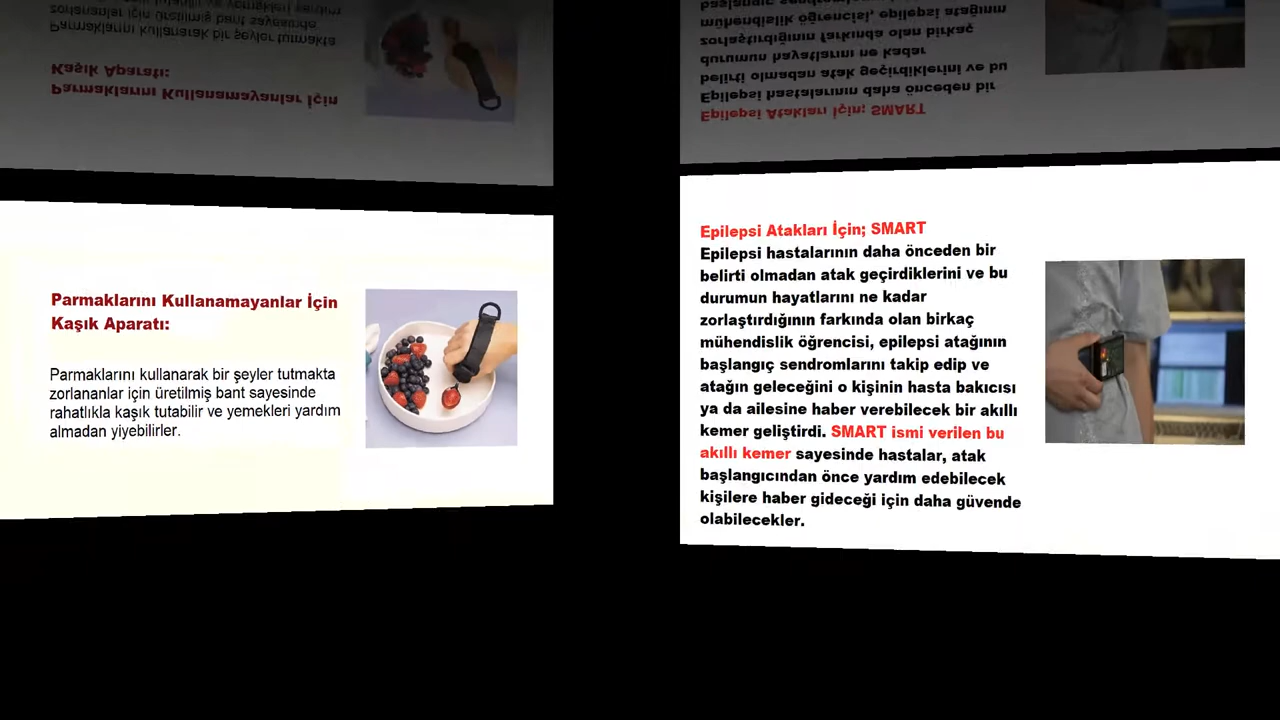 Parmaklarını Kullanamayanlar İçin
Kaşık Aparatı:
Parmaklarını kullanarak bir şeyler tutmakta
zorlananlar için üretilmiş bant sayesinde
rahatlıkla kaşık tutabilir ve yemekleri yardım
almadan yiyebilirler.
Epilepsi Atakları İçin; SMART
Epilepsi hastalarının daha önceden bir
belirti olmadan atak geçirdiklerini ve bu
durumun hayatlarını ne kadar
zorlaştırdığının farkında olan birkaç
mühendislik öğrencisi, epilepsi atağının
başlangıç sendromlarını takip edip ve
atağın geleceğini o kişinin hasta bakıcısı
ya da ailesine haber verebilecek bir akıllı
kemer geliştirdi. SMART ismi verilen bu
akıllı kemer sayesinde hastalar, atak
başlangıcından önce yardım edebilecek
kişilere haber gideceği için daha güvende
olabilecekler.